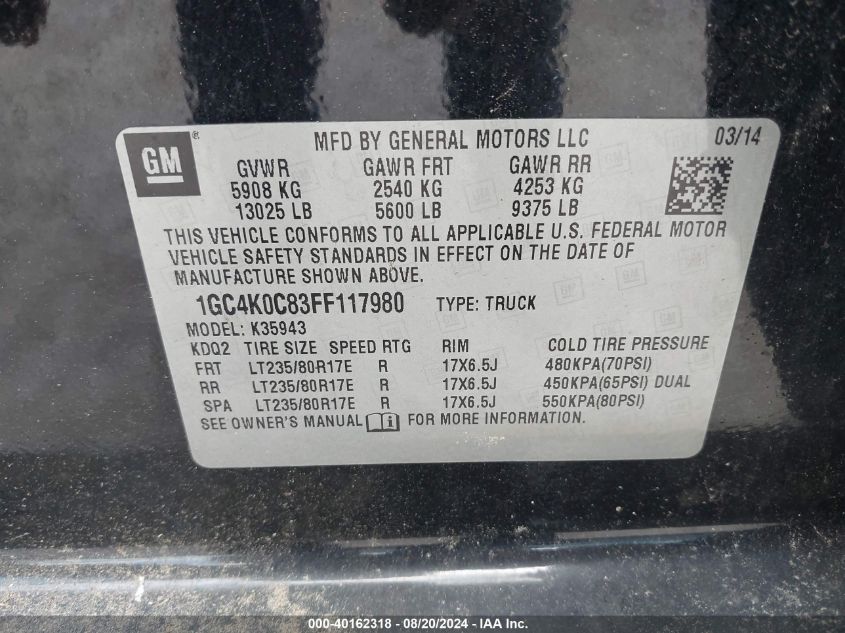 GM ® MFD BY GENERAL MOTORS LLC 03/14
GVWR GAWR FRT GAWR RR
5908 KG 2540 KG 4253 KG
13025 LB 5600 LB 9375 LB
THIS VEHICLE CONFORMS TO ALL APPLICABLE U.S. FEDERAL MOTOR
VEHICLE SAFETY STANDARDS IN EFFECT ON THE DATE OF
MANUFACTURE SHOWN ABOVE.
1GC4K0C83FF117980 TYPE: TRUCK
MODEL: K35943
KDQ2 TIRE SIZE SPEED RTG RIM COLD TIRE PRESSURE
FRT LT235/80R17E R 17X6.5J 480KPA(70PSI)
RR LT235/80R17E R 17X6.5J 450KPA(65PSI) DUAL
SPA LT235/80R17E R 17X6.5J 550KPA(80PSI)
SEE OWNER'S MANUAL FOR MORE INFORMATION.
000-40162318 - 08/20/2024 - IAA Inc.